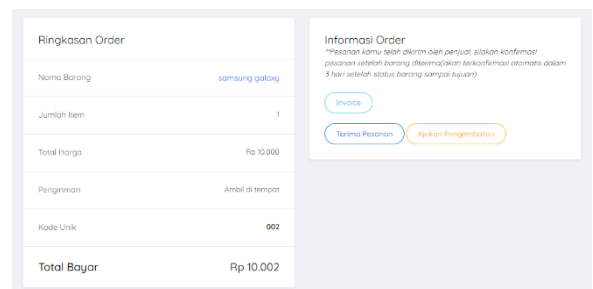 Ringkasan Order
Nama Barang samsung galaxy
Jumlah Item 1
Total Harga Rp 10.000
Pengiriman Ambil di tempat
Kode Unik 002
Total Bayar Rp 10.002
Informasi Order
**Pesanan kamu telah dikirim oleh penjual, silakan konfirmasi
pesanan setelah barang diterima(akan terkonfirmasi otomatis dalam
3 hari setelah status barang sampai tujuan)
Invoice
Terima Pesanan Ajukan Pengembalian